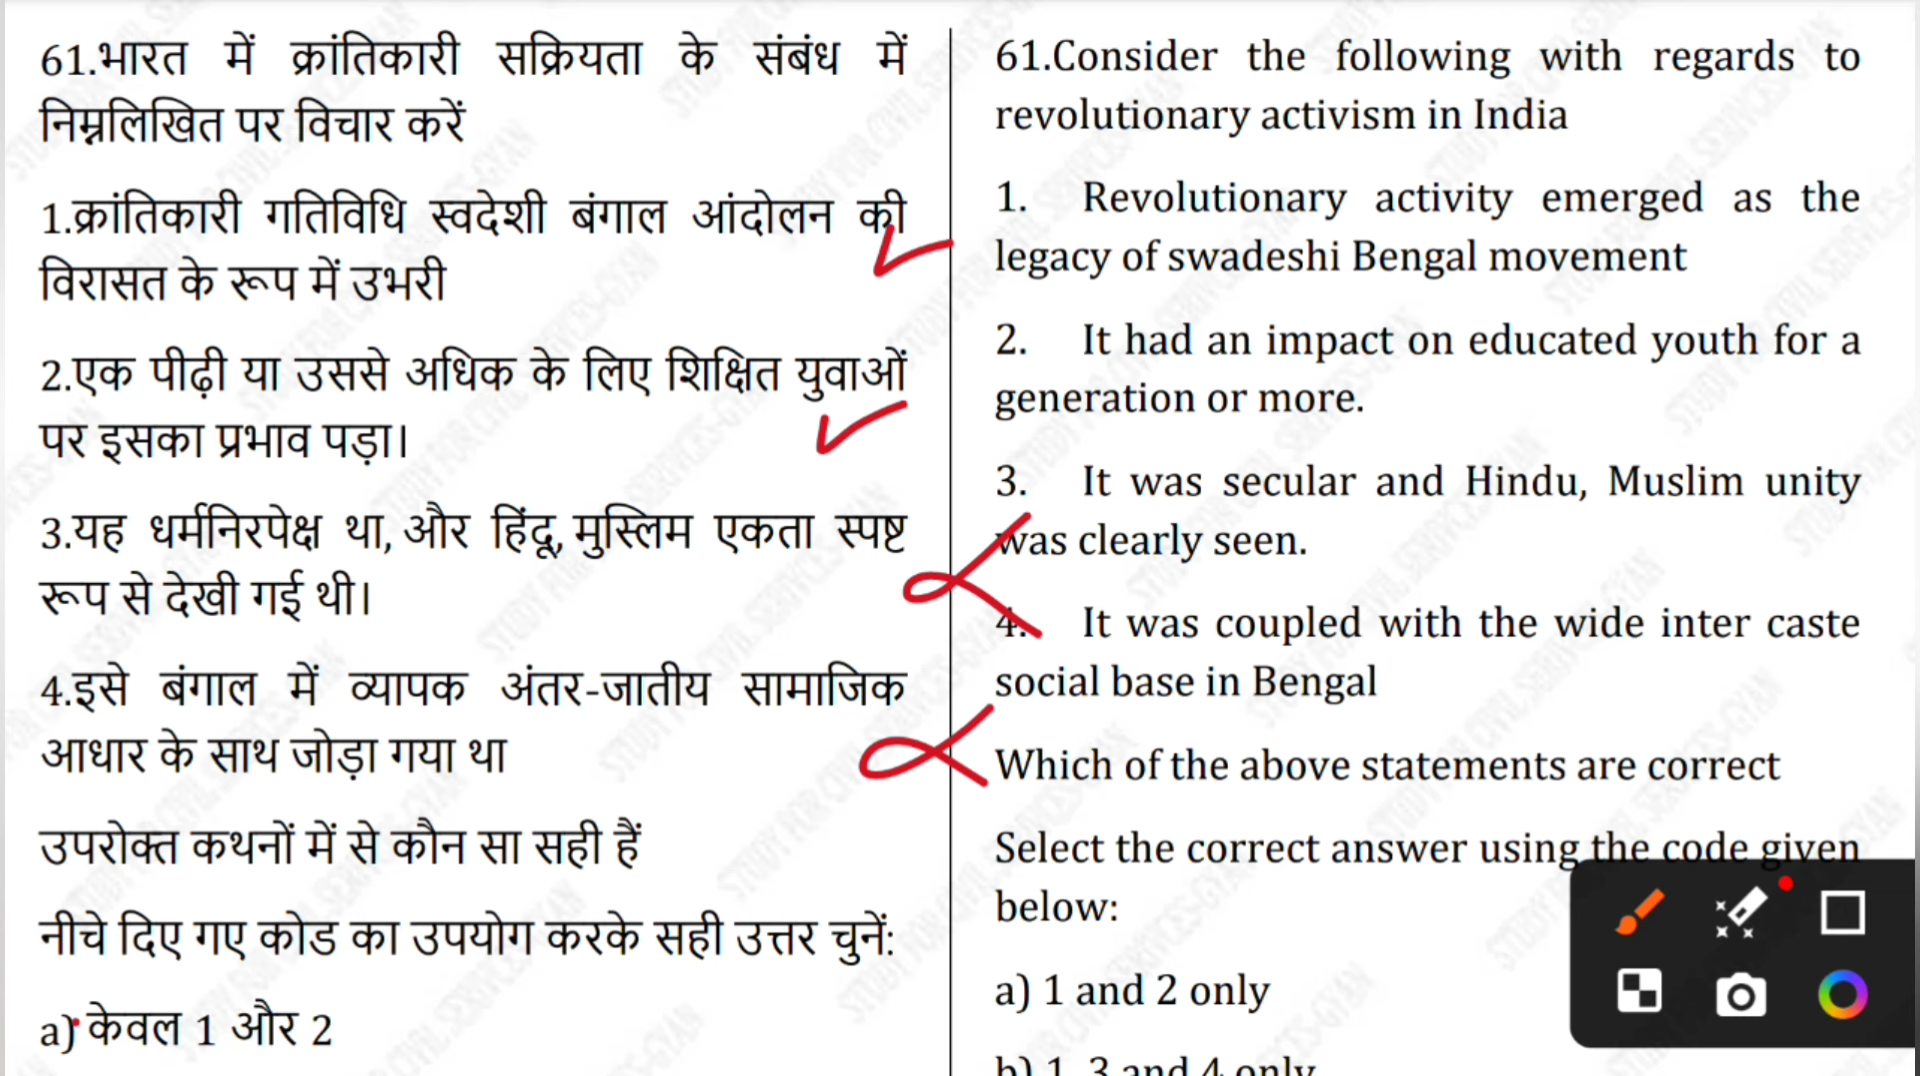 61.भारत में क्रांतिकारी सक्रियता के संबंध में
निम्नलिखित पर विचार करें
1.क्रांतिकारी गतिविधि स्वदेशी बंगाल आंदोलन की
विरासत के रूप में उभरी
2.एक पीढ़ी या उससे अधिक के लिए शिक्षित युवाओं
पर इसका प्रभाव पड़ा।
3.यह धर्मनिरपेक्ष था, और हिंदू, मुस्लिम एकता स्पष्ट
रूप से देखी गई थी।
4.इसे बंगाल में व्यापक अंतर-जातीय सामाजिक
आधार के साथ जोड़ा गया था
उपरोक्त कथनों में से कौन सा सही हैं
नीचे दिए गए कोड का उपयोग करके सही उत्तर चुनें:
a) केवल 1 और 2
61.Consider the following with regards to
revolutionary activism in India
1. Revolutionary activity emerged as the
legacy of swadeshi Bengal movement
2. It had an impact on educated youth for a
generation or more.
3. It was secular and Hindu, Muslim unity
was clearly seen.
4. It was coupled with the wide inter caste
social base in Bengal
Which of the above statements are correct
Select the correct answer using the code given
below:
a) 1 and 2 only
b) 1, 3 and 4 only